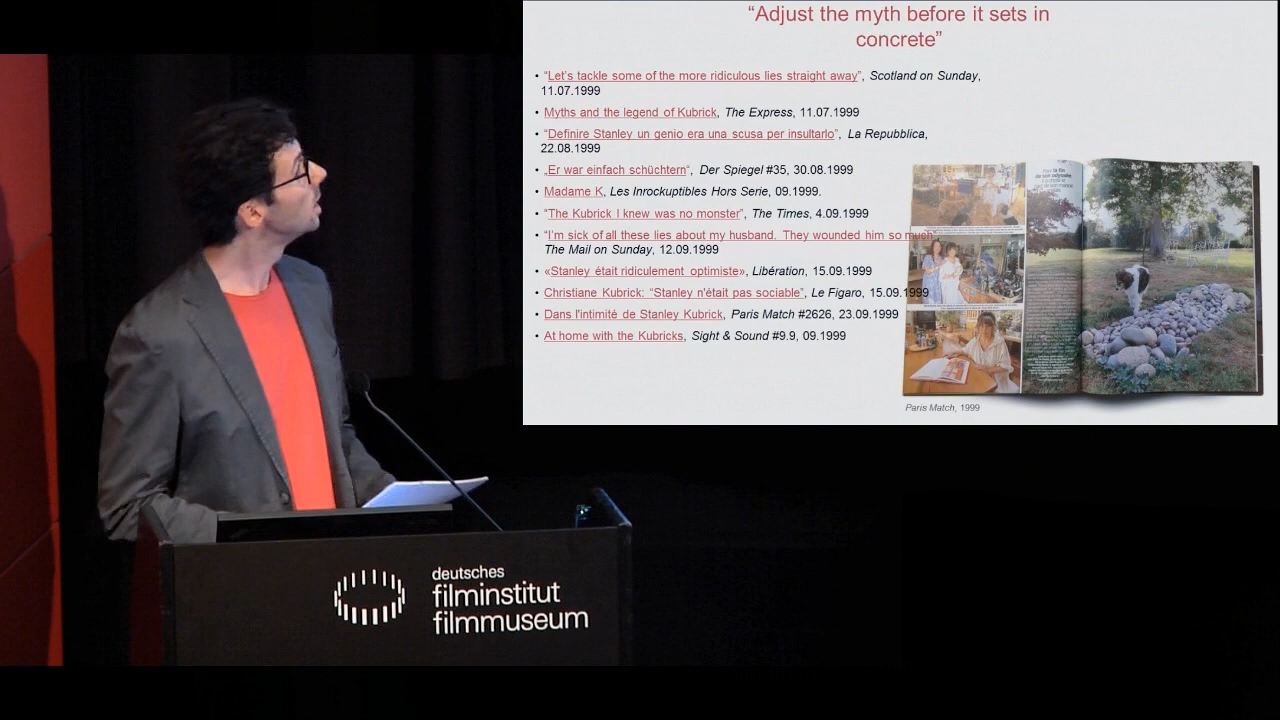 “Adjust the myth before it sets in
concrete”
• “Let’s tackle some of the more ridiculous lies straight away”, Scotland on Sunday,
11.07.1999
• Myths and the legend of Kubrick, The Express, 11.07.1999
• “Definire Stanley un genio era una scusa per insultarlo”, La Repubblica,
22.08.1999
• „Er war einfach schüchtern“, Der Spiegel #35, 30.08.1999
• Madame K, Les Inrockuptibles Hors Serie, 09.1999.
• “The Kubrick I knew was no monster”, The Times, 4.09.1999
• “I’m sick of all these lies about my husband. They wounded him so much”
The Mail on Sunday, 12.09.1999
• «Stanley était ridiculement optimiste», Libération, 15.09.1999
• Christiane Kubrick: “Stanley n'était pas sociable”, Le Figaro, 15.09.1999
• Dans l'intimité de Stanley Kubrick, Paris Match #2626, 23.09.1999
• At home with the Kubricks, Sight & Sound #9.9, 09.1999
Paris Match, 1999
deutsches
filminstitut
filmmuseum